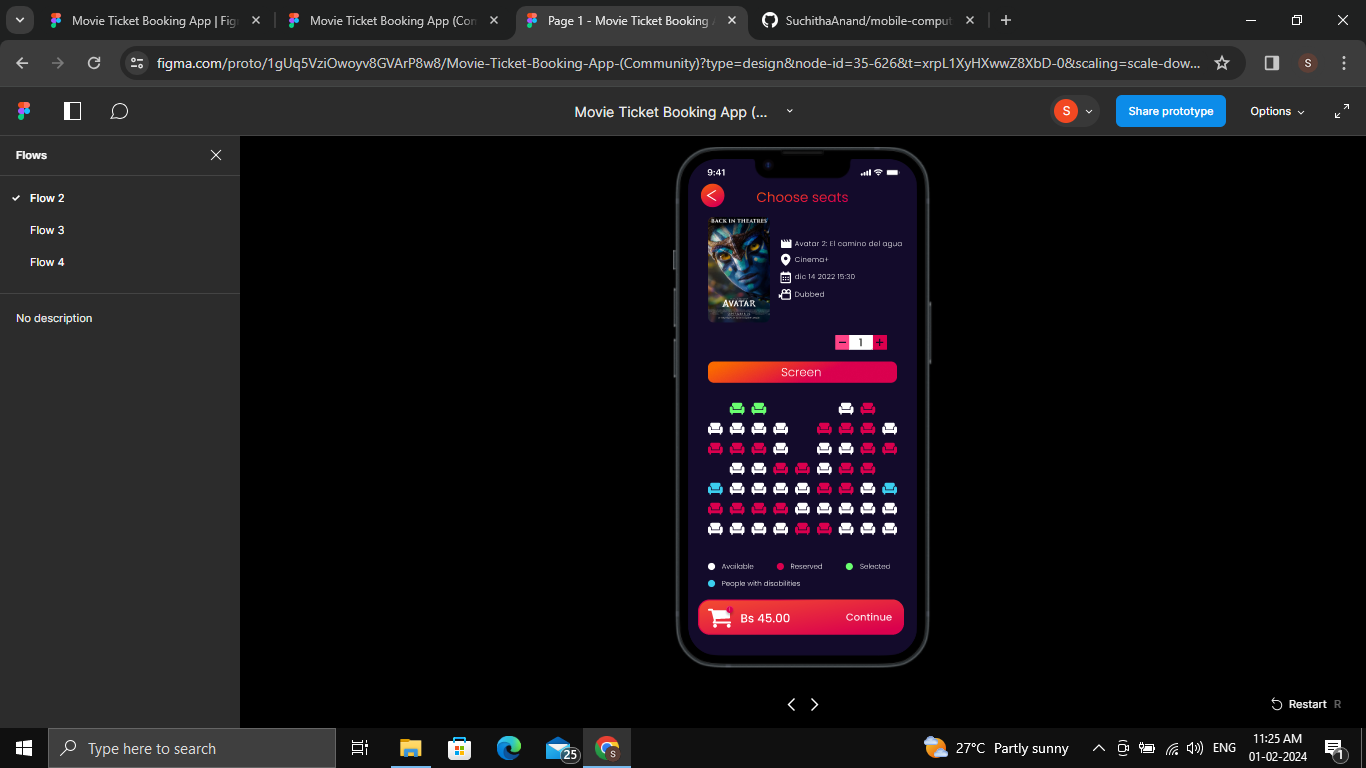 Movie Ticket Booking App | Fig
Movie Ticket Booking App (Con
Page 1 - Movie Ticket Booking
SuchithaAnand/mobile-comput
figma.com/proto/1gUq5VziOwoyv8GVArP8w8/Movie-Ticket-Booking-App-(Community)?type=design&node-id=35-626&t=xrpL1XyHXwwZ8XbD-0&scaling=scale-dow...
S
Movie Ticket Booking App (...
S
Share prototype
Options
Flows
Flow 2
Flow 3
Flow 4
No description
9:41
Choose seats
BACK IN THEATRES
AVATAR
Avatar 2: El camino del agua
Cinema+
dic 14 2022 15:30
Dubbed
− 1 +
Screen
Available
Reserved
Selected
People with disabilities
Bs 45.00
Continue
Restart R
Type here to search
25
S
27°C Partly sunny
ENG
11:25 AM
01-02-2024
1